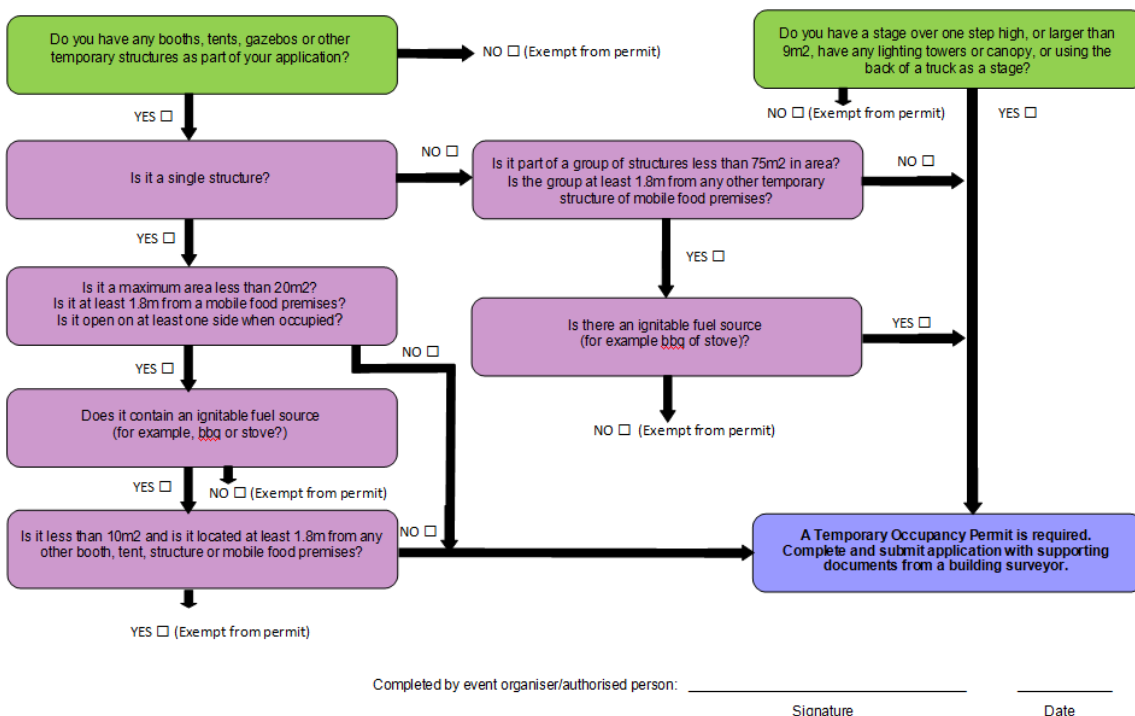 Do you have any booths, tents, gazebos or other
temporary structures as part of your application?
NO ☐ (Exempt from permit)
Do you have a stage over one step high, or larger than
9m2, have any lighting towers or canopy, or using the
back of a truck as a stage?
YES ☐
NO ☐ (Exempt from permit)
YES ☐
Is it a single structure?
NO ☐
Is it part of a group of structures less than 75m2 in area?
Is the group at least 1.8m from any other temporary
structure of mobile food premises?
NO ☐
YES ☐
YES ☐
Is it a maximum area less than 20m2?
Is it at least 1.8m from a mobile food premises?
Is it open on at least one side when occupied?
Is there an ignitable fuel source
(for example bbq of stove)?
YES ☐
NO ☐
YES ☐
Does it contain an ignitable fuel source
(for example, bbq or stove?)
NO ☐ (Exempt from permit)
YES ☐
NO ☐ (Exempt from permit)
Is it less than 10m2 and is it located at least 1.8m from any
other booth, tent, structure or mobile food premises?
NO ☐
A Temporary Occupancy Permit is required.
Complete and submit application with supporting
documents from a building surveyor.
YES ☐ (Exempt from permit)
Completed by event organiser/authorised person:
Signature
Date